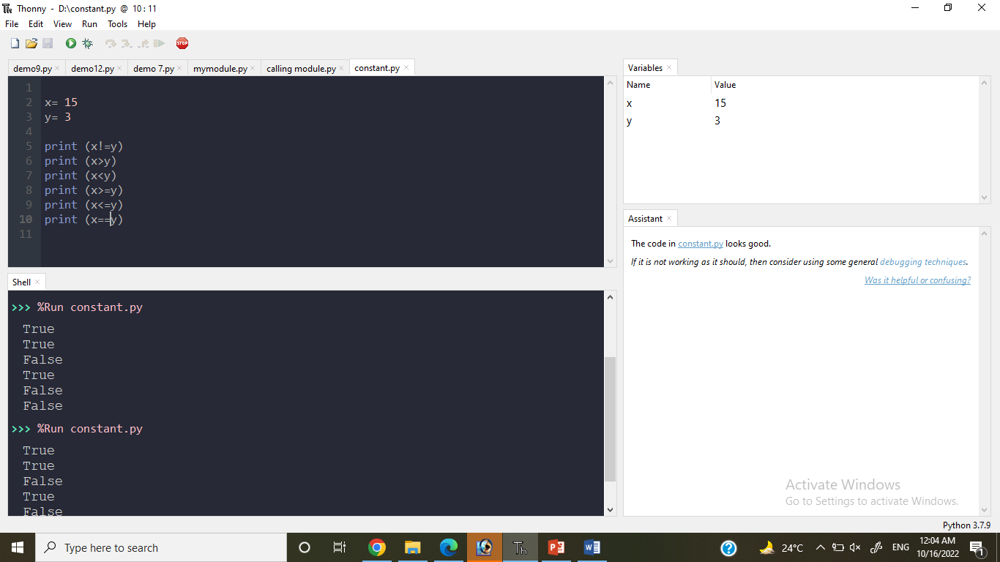 Thonny - D:\constant.py @ 10 : 11
File Edit View Run Tools Help
STOP
demo9.py × demo12.py × demo 7.py × mymodule.py × calling module.py × constant.py ×
1
2 x= 15
3 y= 3
4
5 print (x!=y)
6 print (x>y)
7 print (x<y)
8 print (x>=y)
9 print (x<=y)
10 print (x==y)
11
Shell ×
>>> %Run constant.py
True
True
False
True
False
False
>>> %Run constant.py
True
True
False
True
False
Variables ×
Name Value
x 15
y 3
Assistant ×
The code in constant.py looks good.
If it is not working as it should, then consider using some general debugging techniques.
Was it helpful or confusing?
Activate Windows
Go to Settings to activate Windows.
Python 3.7.9
Type here to search
24°C
ENG
12:04 AM
10/16/2022
1